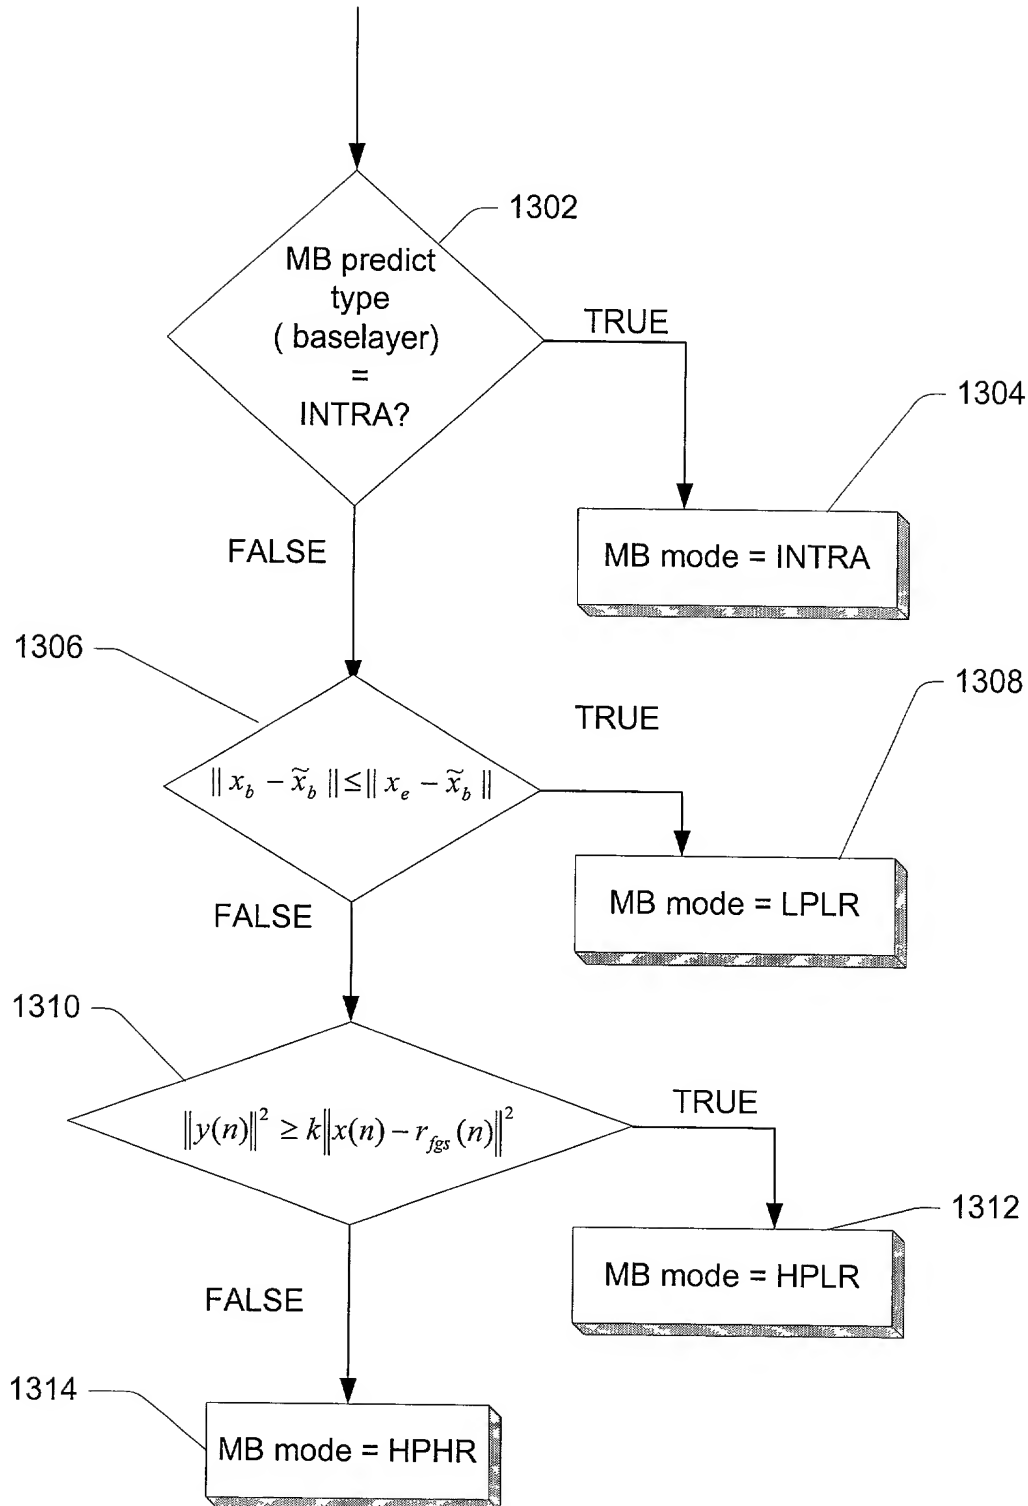 1302
MB predict
type
( baselayer)
=
INTRA?
TRUE
1304
MB mode = INTRA
FALSE
1306
1308
TRUE
|| x_b − x̃_b || ≤ || x_e − x̃_b ||
MB mode = LPLR
FALSE
1310
TRUE
‖y(n)‖² ≥ k‖x(n) − r_fgs(n)‖²
1312
MB mode = HPLR
FALSE
1314
MB mode = HPHR